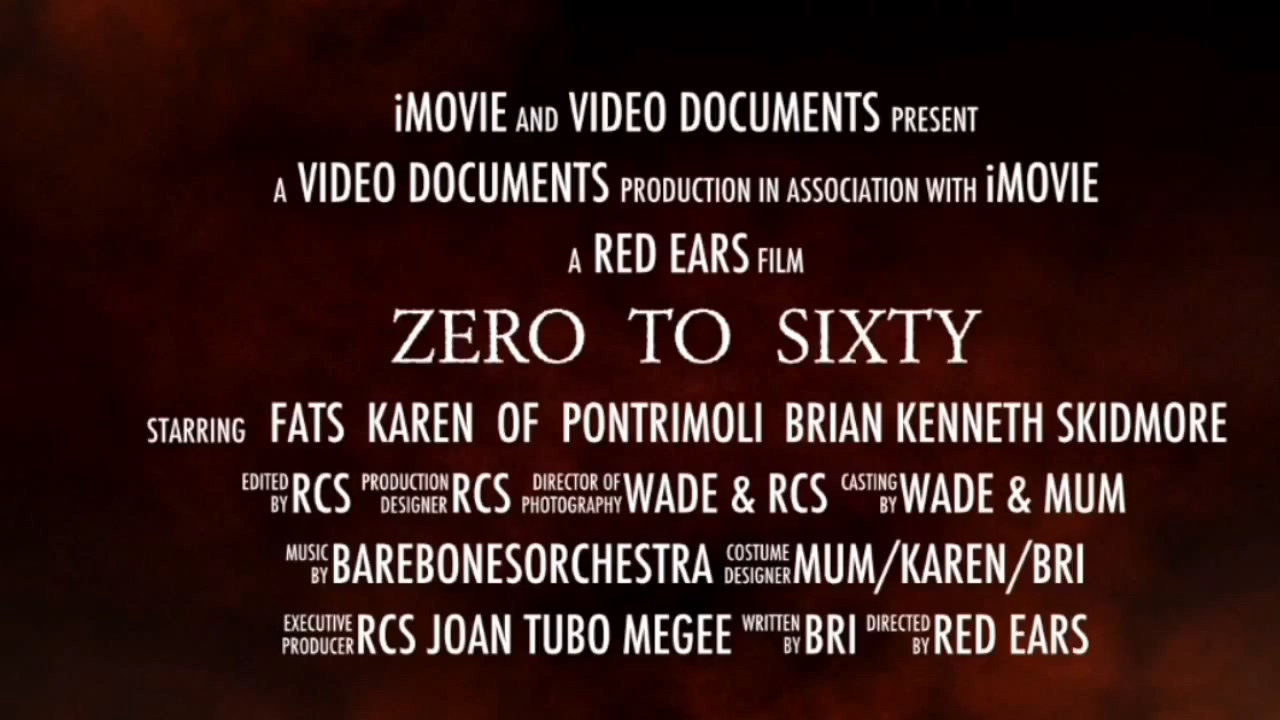 iMOVIE AND VIDEO DOCUMENTS PRESENT
A VIDEO DOCUMENTS PRODUCTION IN ASSOCIATION WITH iMOVIE
A RED EARS FILM
ZERO TO SIXTY
STARRING FATS KAREN OF PONTRIMOLI BRIAN KENNETH SKIDMORE
EDITED BY RCS PRODUCTION DESIGNER RCS DIRECTOR OF PHOTOGRAPHY WADE & RCS CASTING BY WADE & MUM
MUSIC BY BAREBONESORCHESTRA COSTUME DESIGNER MUM/KAREN/BRI
EXECUTIVE PRODUCER RCS JOAN TUBO MEGEE WRITTEN BY BRI DIRECTED BY RED EARS